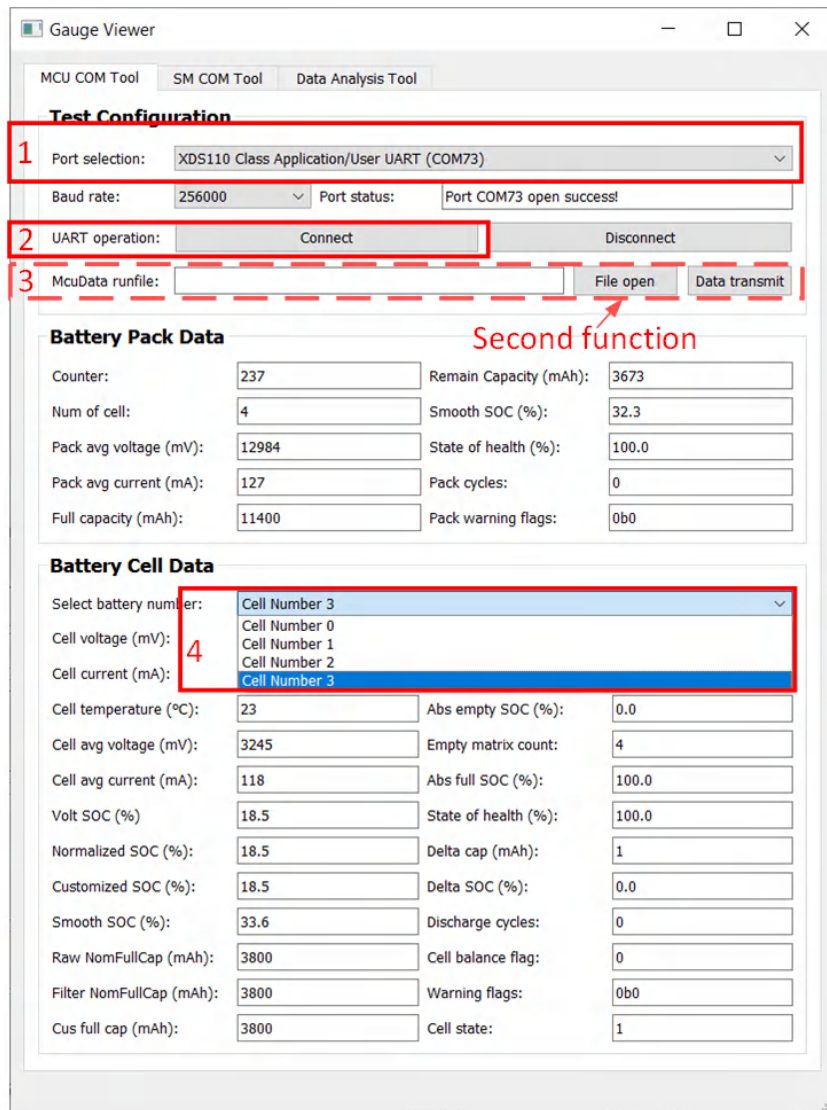 Gauge Viewer
MCU COM Tool SM COM Tool Data Analysis Tool
Test Configuration
1 Port selection: XDS110 Class Application/User UART (COM73)
Baud rate: 256000 Port status: Port COM73 open success!
2 UART operation: Connect Disconnect
3 McuData runfile: File open Data transmit
Second function
Battery Pack Data
Counter: 237 Remain Capacity (mAh): 3673
Num of cell: 4 Smooth SOC (%): 32.3
Pack avg voltage (mV): 12984 State of health (%): 100.0
Pack avg current (mA): 127 Pack cycles: 0
Full capacity (mAh): 11400 Pack warning flags: 0b0
Battery Cell Data
Select battery number: Cell Number 3
Cell Number 0
Cell voltage (mV): Cell Number 1
4 Cell Number 2
Cell current (mA): Cell Number 3
Cell temperature (ºC): 23 Abs empty SOC (%): 0.0
Cell avg voltage (mV): 3245 Empty matrix count: 4
Cell avg current (mA): 118 Abs full SOC (%): 100.0
Volt SOC (%) 18.5 State of health (%): 100.0
Normalized SOC (%): 18.5 Delta cap (mAh): 1
Customized SOC (%): 18.5 Delta SOC (%): 0.0
Smooth SOC (%): 33.6 Discharge cycles: 0
Raw NomFullCap (mAh): 3800 Cell balance flag: 0
Filter NomFullCap (mAh): 3800 Warning flags: 0b0
Cus full cap (mAh): 3800 Cell state: 1